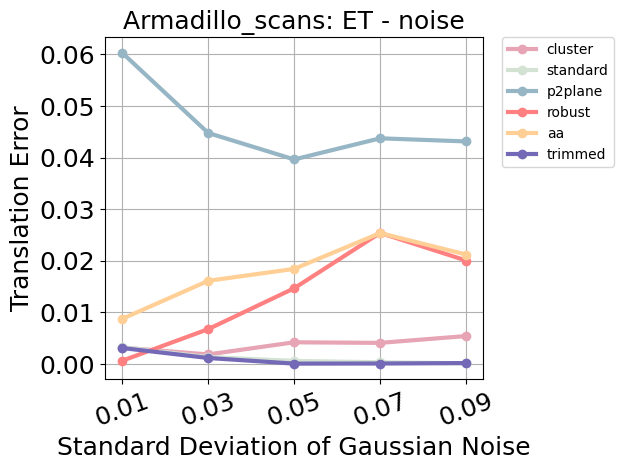 Armadillo_scans: ET - noise
cluster
standard
p2plane
robust
aa
trimmed
Translation Error
0.06
0.05
0.04
0.03
0.02
0.01
0.00
0.01 0.03 0.05 0.07 0.09
Standard Deviation of Gaussian Noise